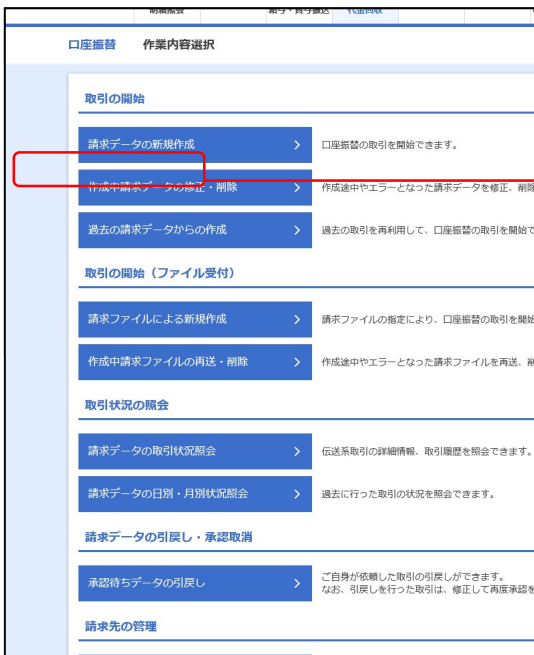 明細照会 給与・賞与振込 代金回収
口座振替 作業内容選択
取引の開始
請求データの新規作成
口座振替の取引を開始できます。
作成中請求データの修正・削除
作成途中やエラーとなった請求データを修正、削除
過去の請求データからの作成
過去の取引を再利用して、口座振替の取引を開始で
取引の開始（ファイル受付）
請求ファイルによる新規作成
請求ファイルの指定により、口座振替の取引を開始
作成中請求ファイルの再送・削除
作成途中やエラーとなった請求ファイルを再送、削
取引状況の照会
請求データの取引状況照会
伝送系取引の詳細情報、取引履歴を照会できます。
請求データの日別・月別状況照会
過去に行った取引の状況を照会できます。
請求データの引戻し・承認取消
承認待ちデータの引戻し
ご自身が依頼した取引の引戻しができます。
なお、引戻しを行った取引は、修正して再度承認を
請求先の管理